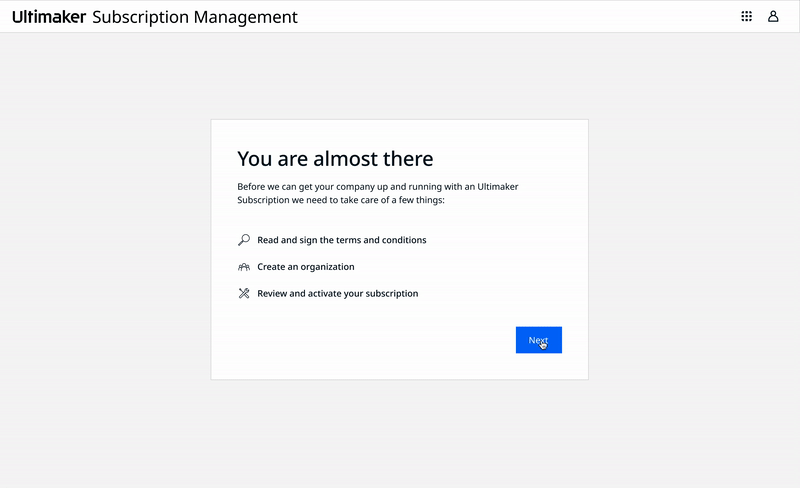 Ultimaker Subscription Management
You are almost there
Before we can get your company up and running with an Ultimaker
Subscription we need to take care of a few things:
Read and sign the terms and conditions
Create an organization
Review and activate your subscription
Next